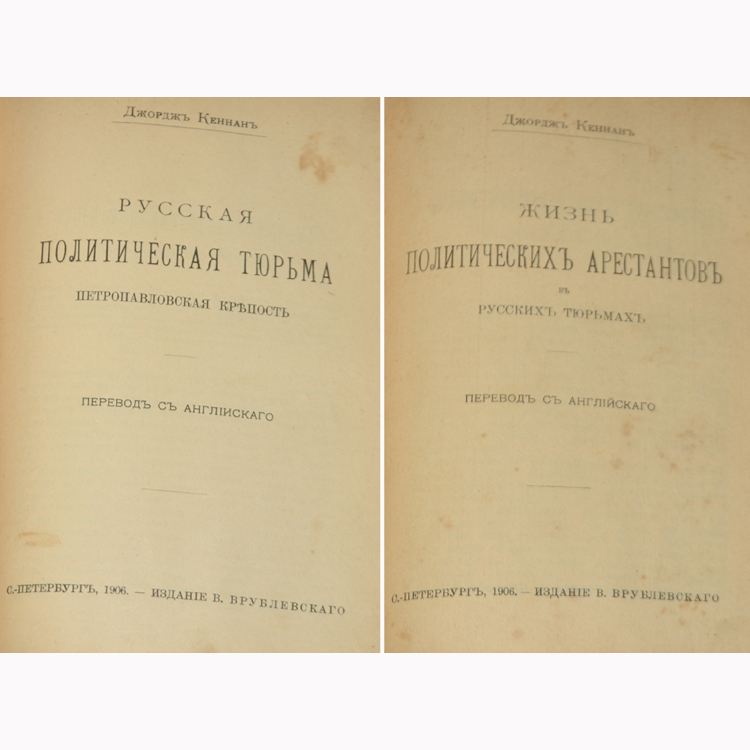 Джорджъ Кеннанъ
РУССКАЯ
ПОЛИТИЧЕСКАЯ ТЮРЬМА
ПЕТРОПАВЛОВСКАЯ КРѢПОСТЬ
ПЕРЕВОДЪ СЪ АНГЛІЙСКАГО
С.-ПЕТЕРБУРГЪ, 1906. — ИЗДАНІЕ В. ВРУБЛЕВСКАГО
Джорджъ Кеннанъ
ЖИЗНЬ
ПОЛИТИЧЕСКИХЪ АРЕСТАНТОВЪ
ВЪ
РУССКИХЪ ТЮРЬМАХЪ
ПЕРЕВОДЪ СЪ АНГЛІЙСКАГО
С.-ПЕТЕРБУРГЪ, 1906. — ИЗДАНІЕ В. ВРУБЛЕВСКАГО